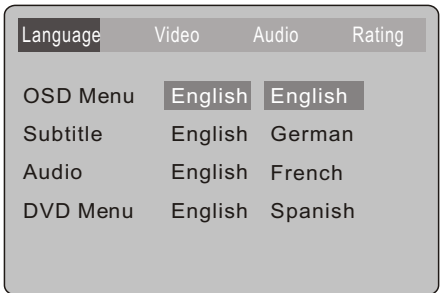 Language Video Audio Rating
OSD Menu English English
Subtitle English German
Audio English French
DVD Menu English Spanish